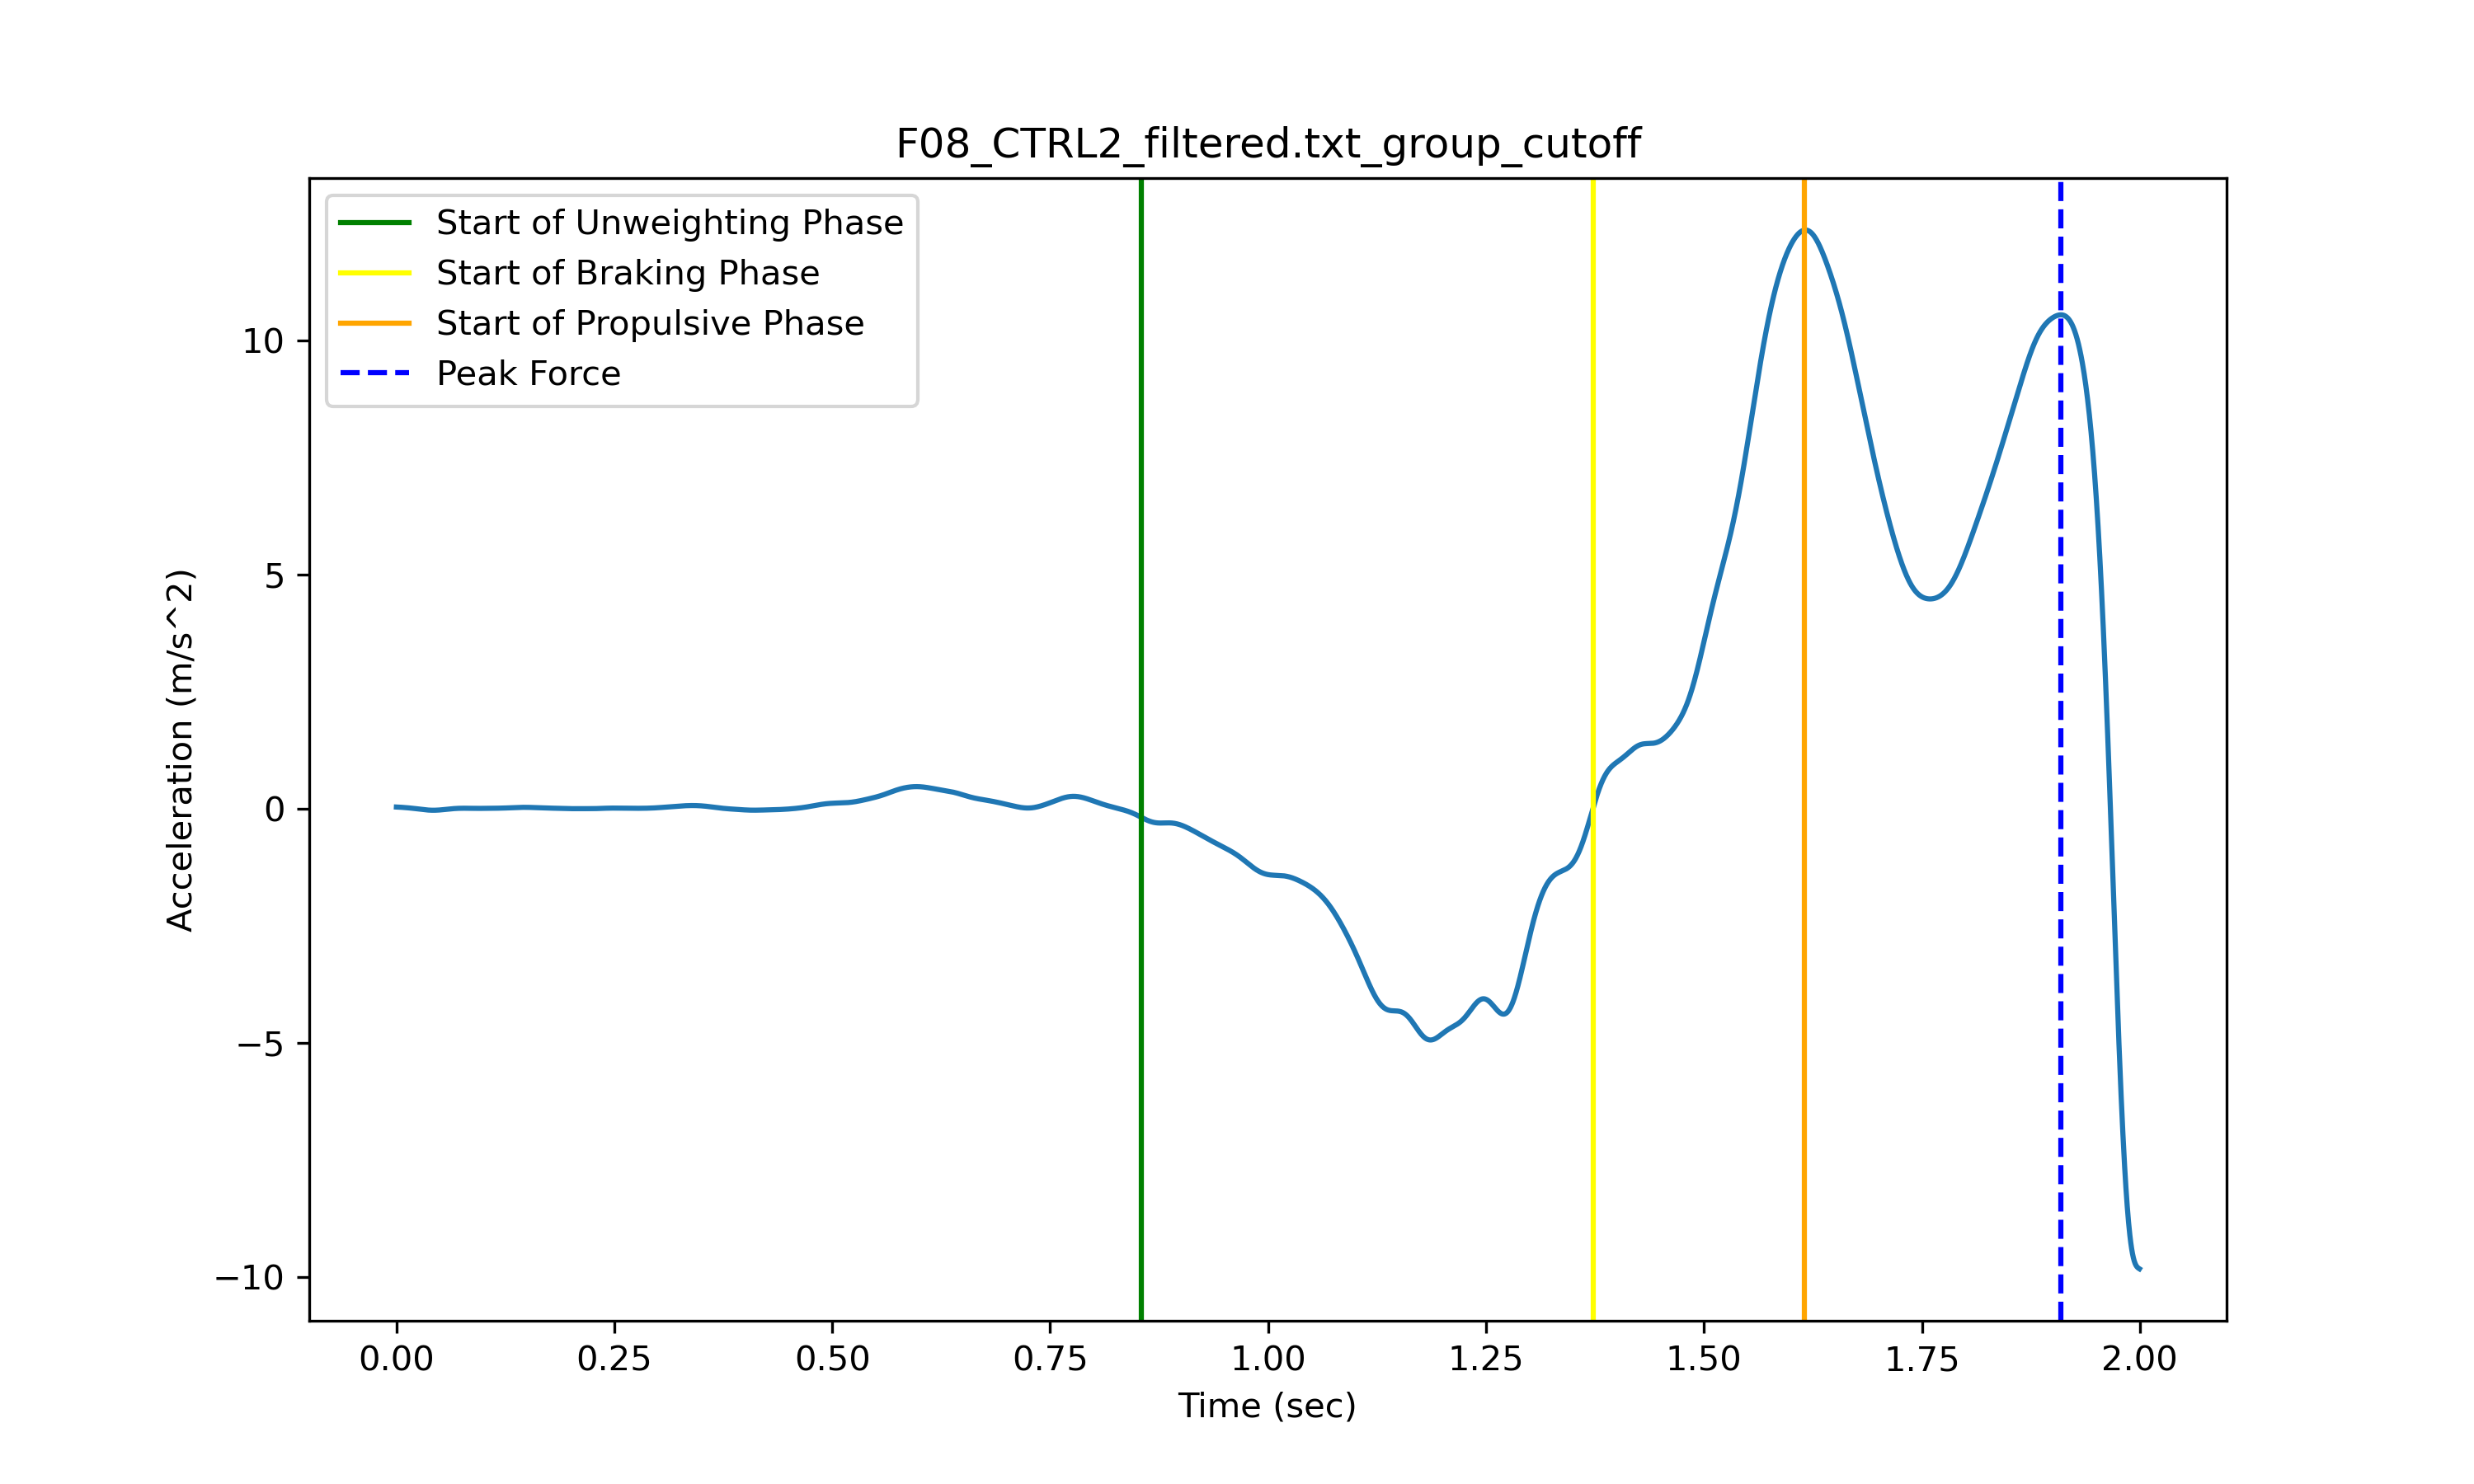 F08_CTRL2_filtered.txt_group_cutoff
Start of Unweighting Phase
Start of Braking Phase
Start of Propulsive Phase
Peak Force
10
5
0
−5
−10
Acceleration (m/s^2)
0.00 0.25 0.50 0.75 1.00 1.25 1.50 1.75 2.00
Time (sec)